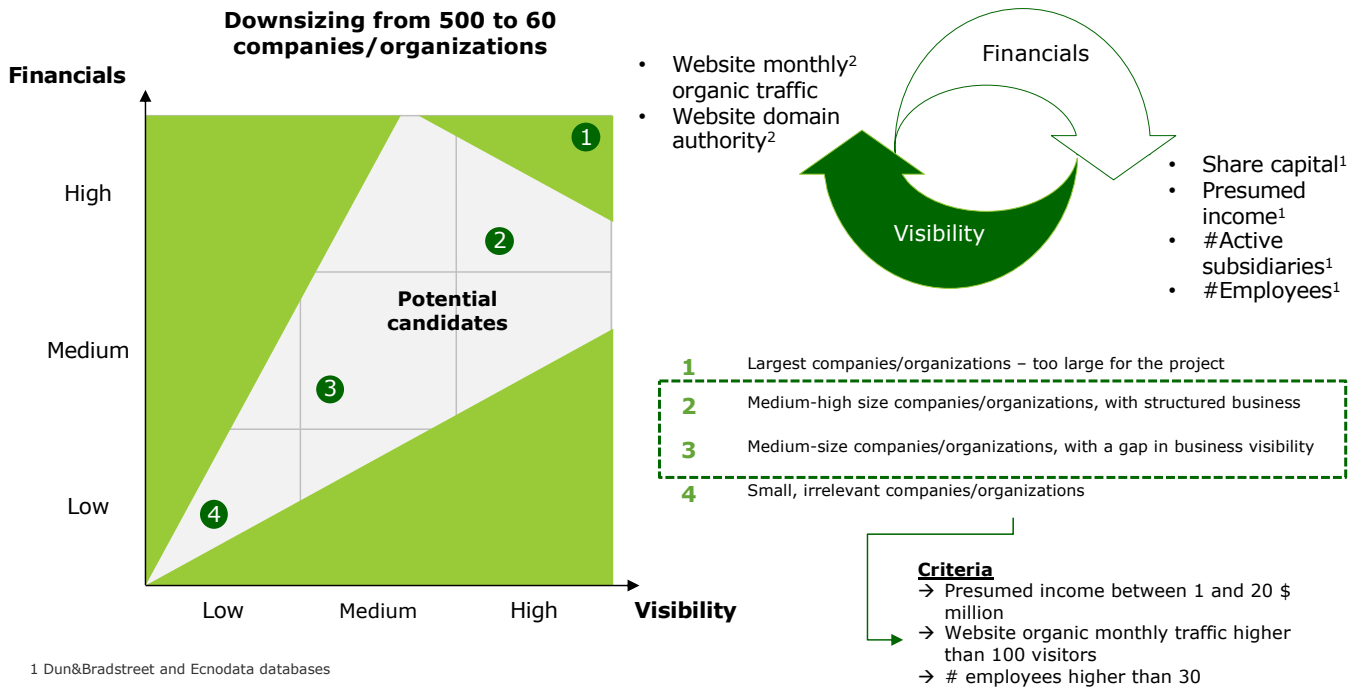 Downsizing from 500 to 60
companies/organizations
Financials
High
Medium
Low
1
2
Potential
candidates
3
4
Low
Medium
High
Visibility
• Website monthly2
organic traffic
• Website domain
authority2
Financials
Visibility
• Share capital1
• Presumed
income1
• #Active
subsidiaries1
• #Employees1
1 Largest companies/organizations – too large for the project
2 Medium-high size companies/organizations, with structured business
3 Medium-size companies/organizations, with a gap in business visibility
4 Small, irrelevant companies/organizations
Criteria
→ Presumed income between 1 and 20 $
million
→ Website organic monthly traffic higher
than 100 visitors
→ # employees higher than 30
1 Dun&Bradstreet and Ecnodata databases